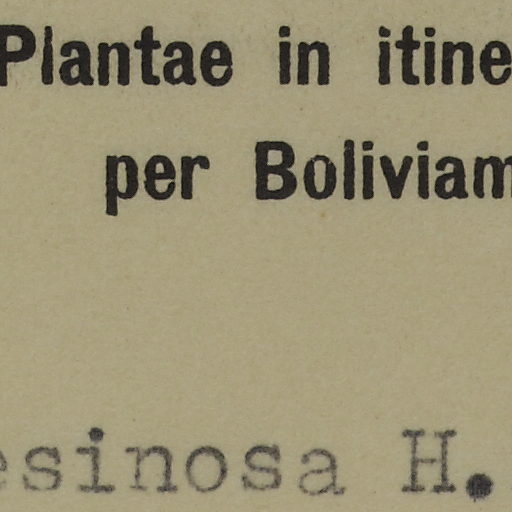 Plantae in itine
per Boliviam
esinosa H.